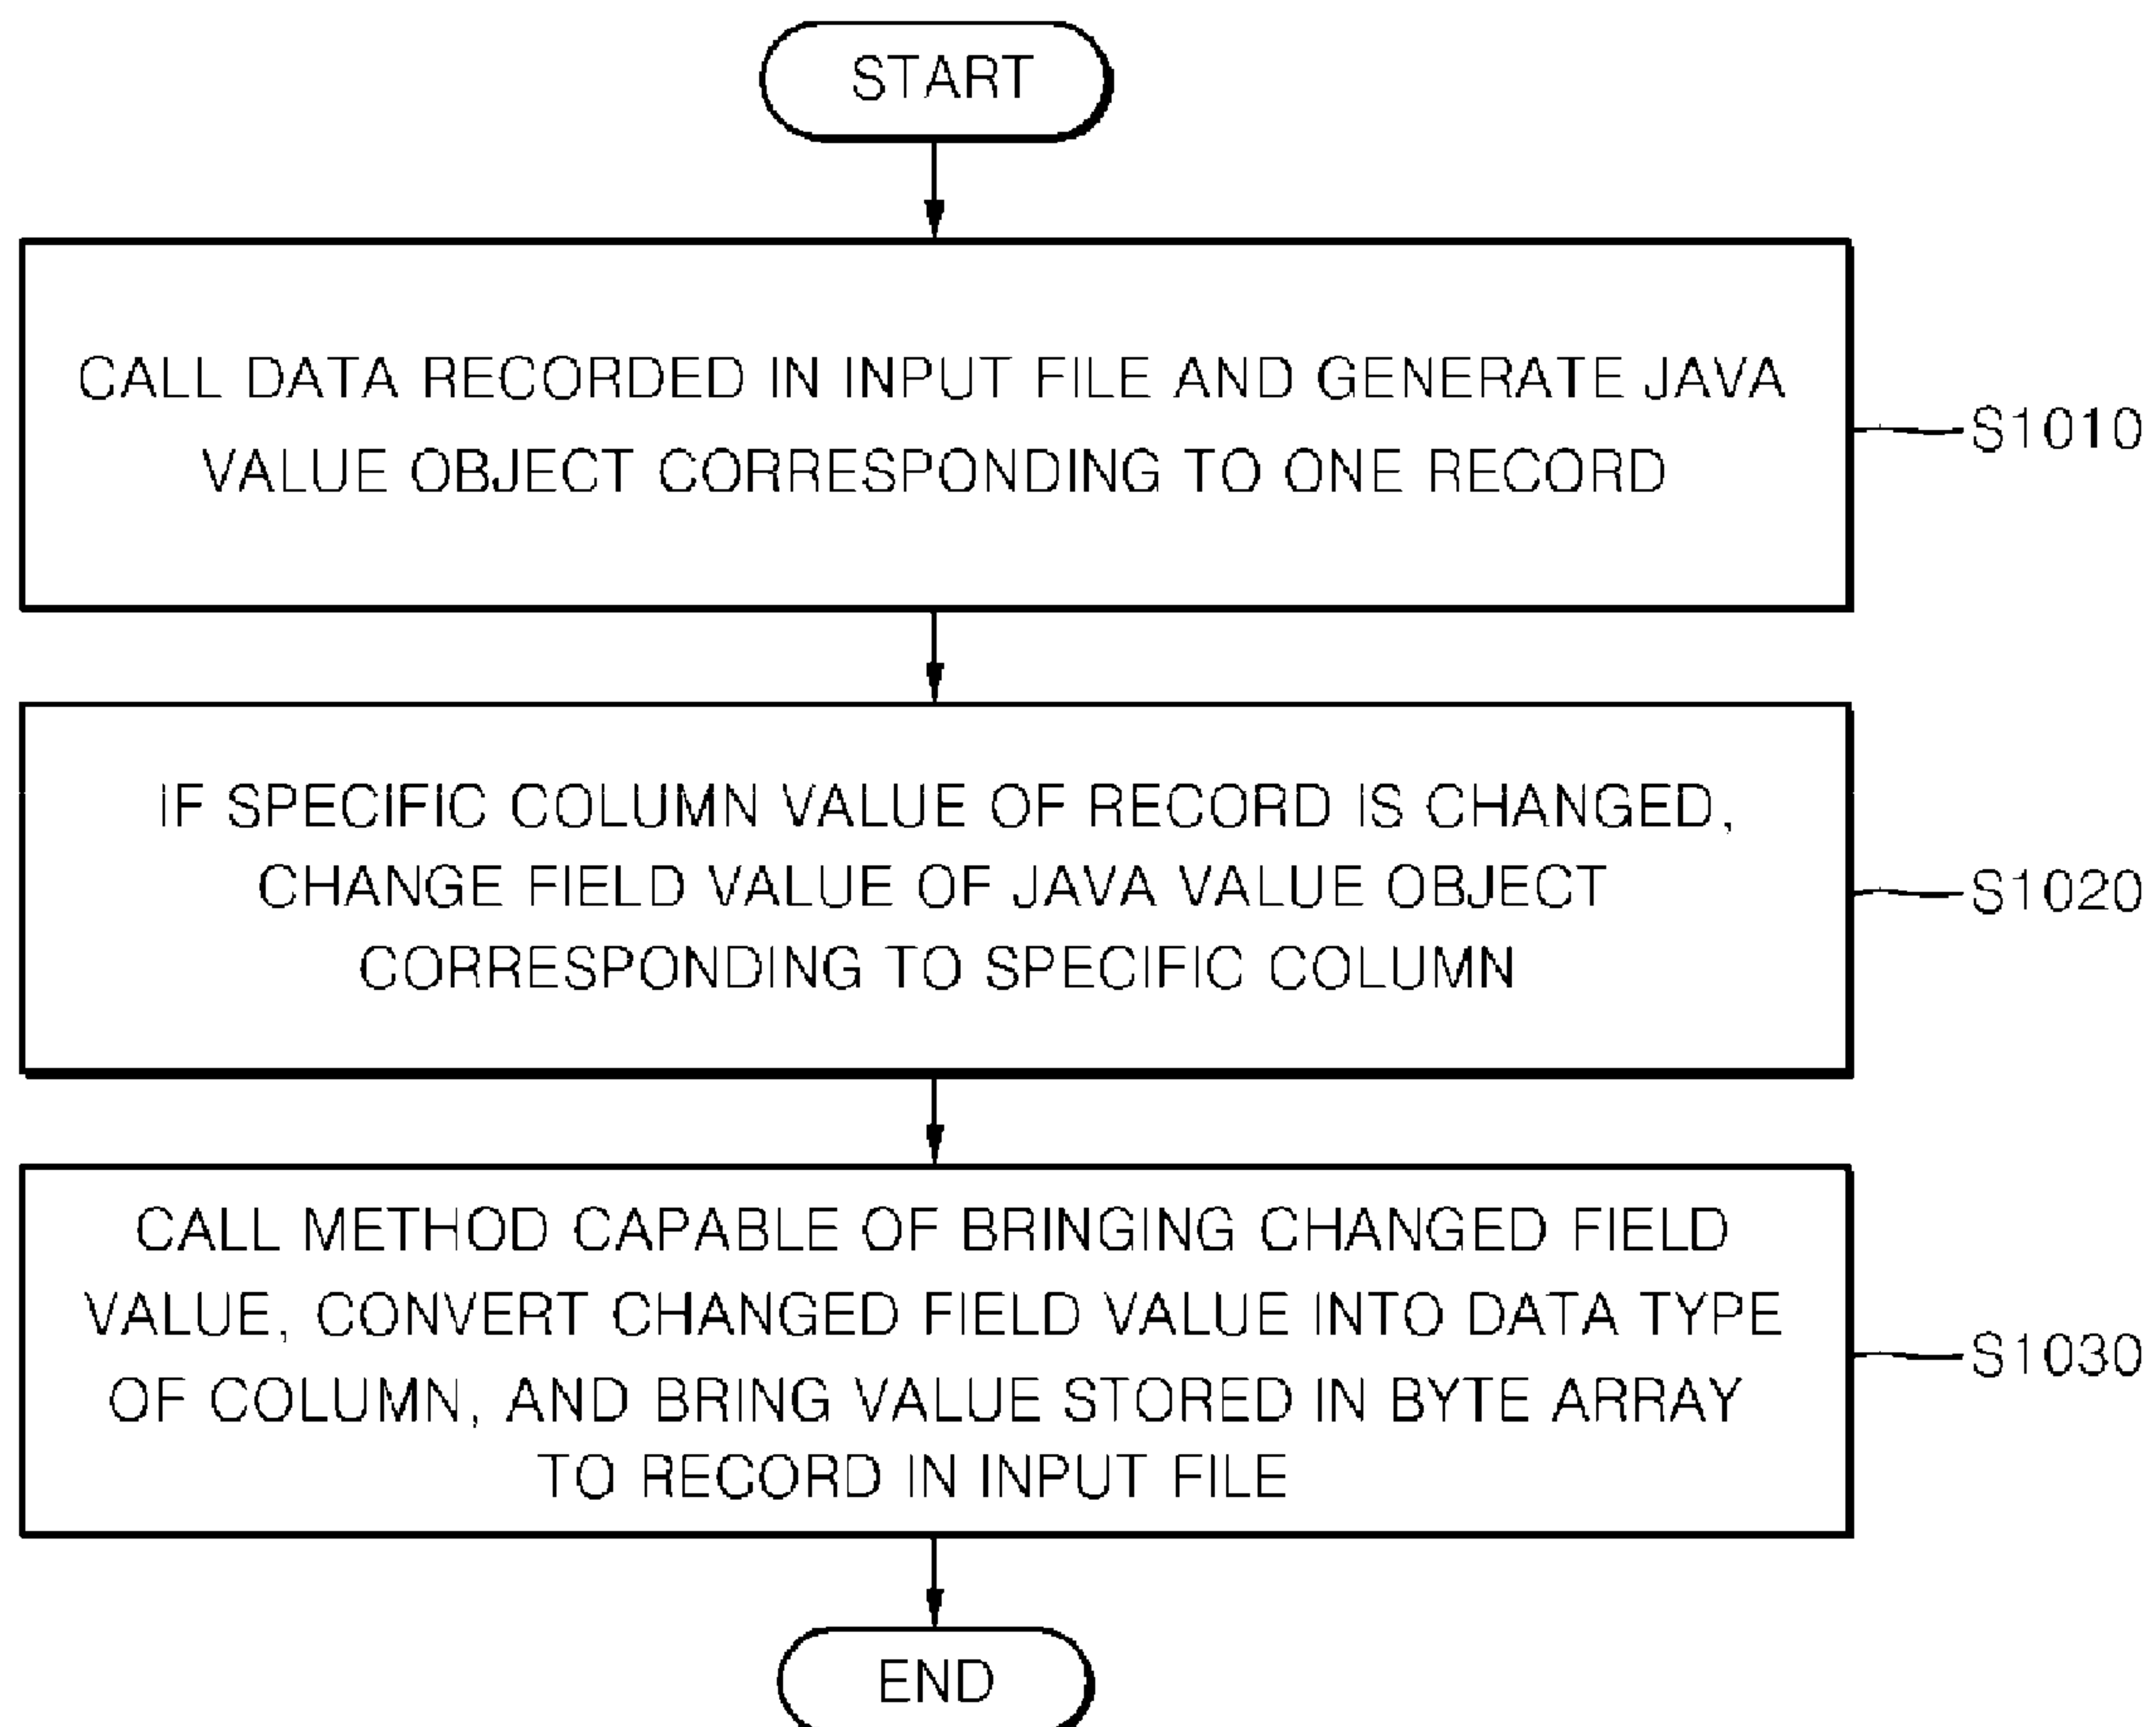 START
CALL DATA RECORDED IN INPUT FILE AND GENERATE JAVA
VALUE OBJECT CORRESPONDING TO ONE RECORD
S1010
IF SPECIFIC COLUMN VALUE OF RECORD IS CHANGED,
CHANGE FIELD VALUE OF JAVA VALUE OBJECT
CORRESPONDING TO SPECIFIC COLUMN
S1020
CALL METHOD CAPABLE OF BRINGING CHANGED FIELD
VALUE, CONVERT CHANGED FIELD VALUE INTO DATA TYPE
OF COLUMN, AND BRING VALUE STORED IN BYTE ARRAY
TO RECORD IN INPUT FILE
S1030
END